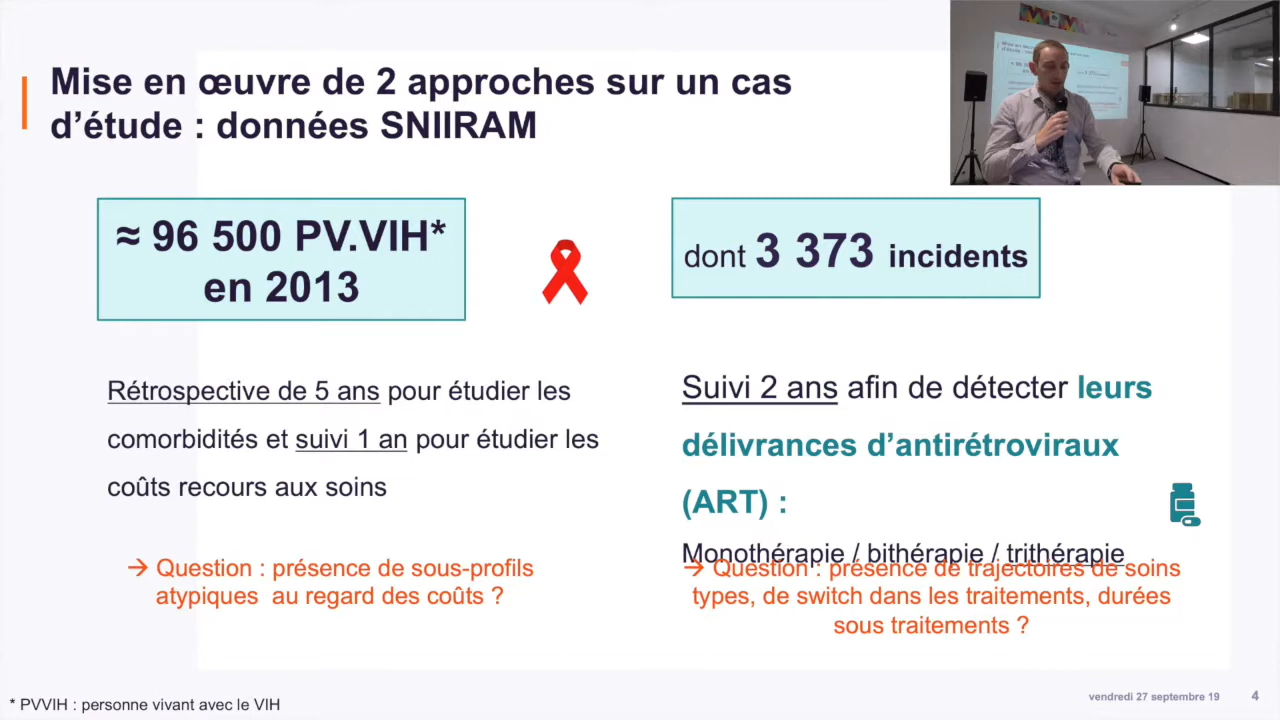 Mise en œuvre de 2 approches sur un cas
d’étude : données SNIIRAM
≈ 96 500 PV.VIH*
en 2013
dont 3 373 incidents
Rétrospective de 5 ans pour étudier les
comorbidités et suivi 1 an pour étudier les
coûts recours aux soins
→ Question : présence de sous-profils
atypiques  au regard des coûts ?
Suivi 2 ans afin de détecter leurs
délivrances d’antirétroviraux
(ART) :
Monothérapie / bithérapie / trithérapie
→ Question : présence de trajectoires de soins
types, de switch dans les traitements, durées
sous traitements ?
* PVVIH : personne vivant avec le VIH
vendredi 27 septembre 19
4